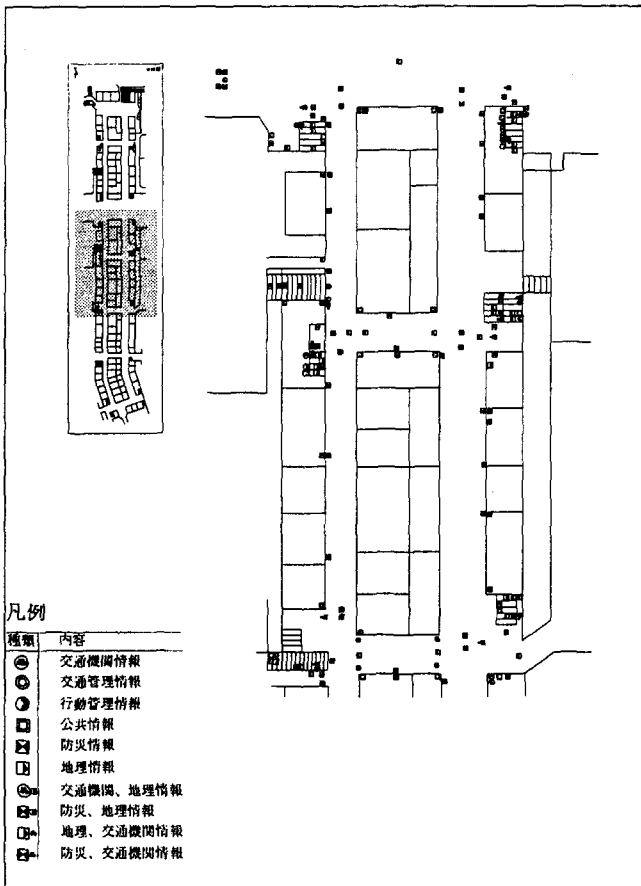 凡例
種類 内容
交通機関情報
交通管理情報
行動管理情報
公共情報
防災情報
地理情報
交通機関、地理情報
防災、地理情報
地理、交通機関情報
防災、交通機関情報